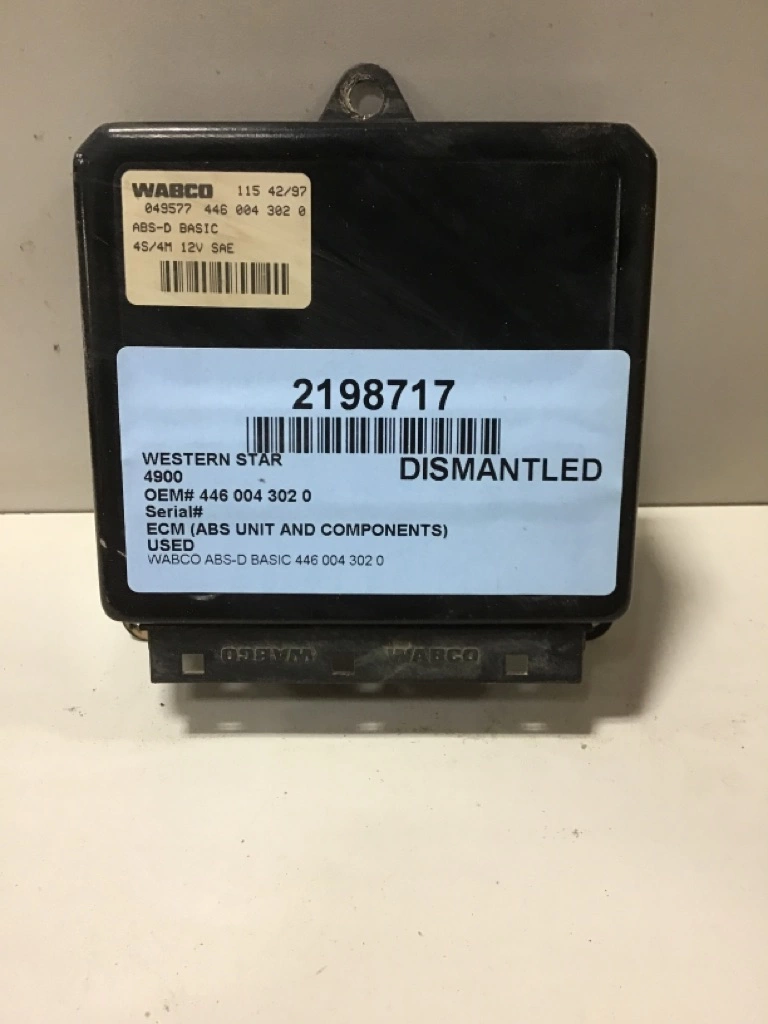 WABCO 115 42/97
049577 446 004 302 0
ABS-D BASIC
4S/4M 12V SAE
2198717
WESTERN STAR
DISMANTLED
4900
OEM# 446 004 302 0
Serial#
ECM (ABS UNIT AND COMPONENTS)
USED
WABCO ABS-D BASIC 446 004 302 0
WABCO WABCO